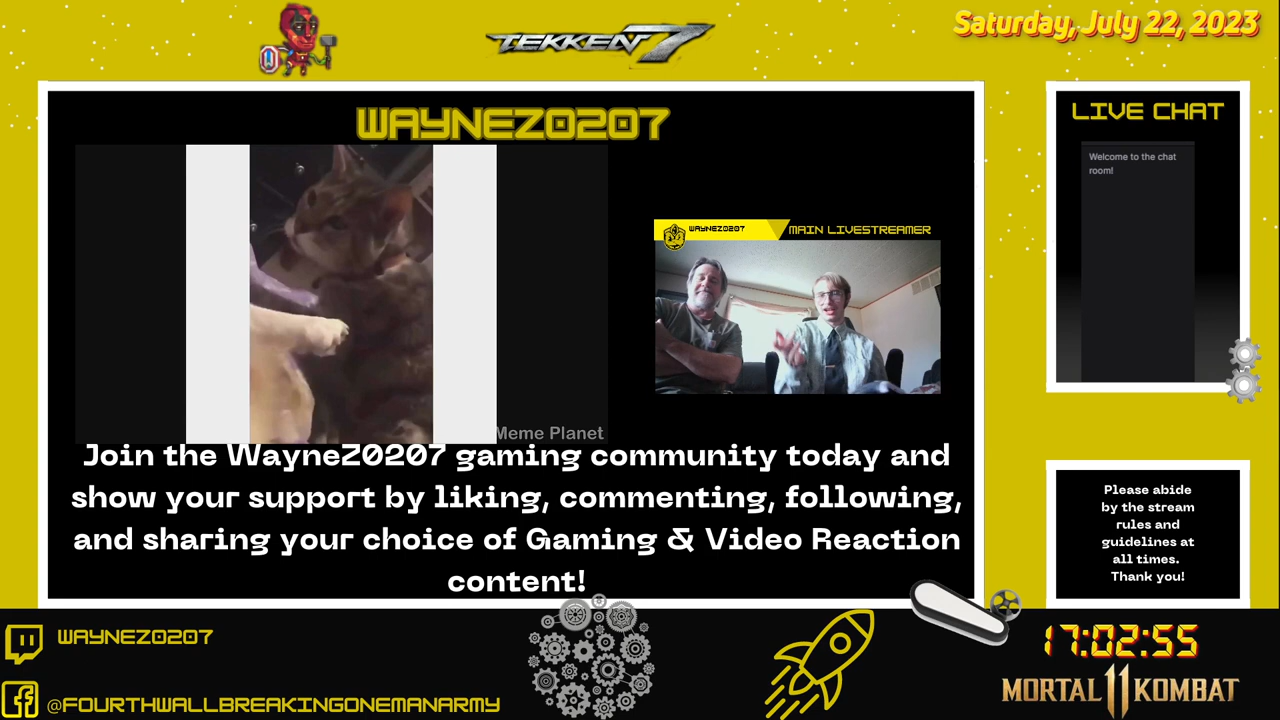 TEKKEN 7
Saturday, July 22, 2023
WAYNEZ0207
LIVE CHAT
Welcome to the chat
room!
WAYNEZ0207
MAIN LIVESTREAMER
Meme Planet
Join the WayneZ0207 gaming community today and
show your support by liking, commenting, following,
and sharing your choice of Gaming & Video Reaction
content!
Please abide
by the stream
rules and
guidelines at
all times.
Thank you!
WAYNEZ0207
@FOURTHWALLBREAKINGONEMANARMY
17:02:55
MORTAL 11 KOMBAT